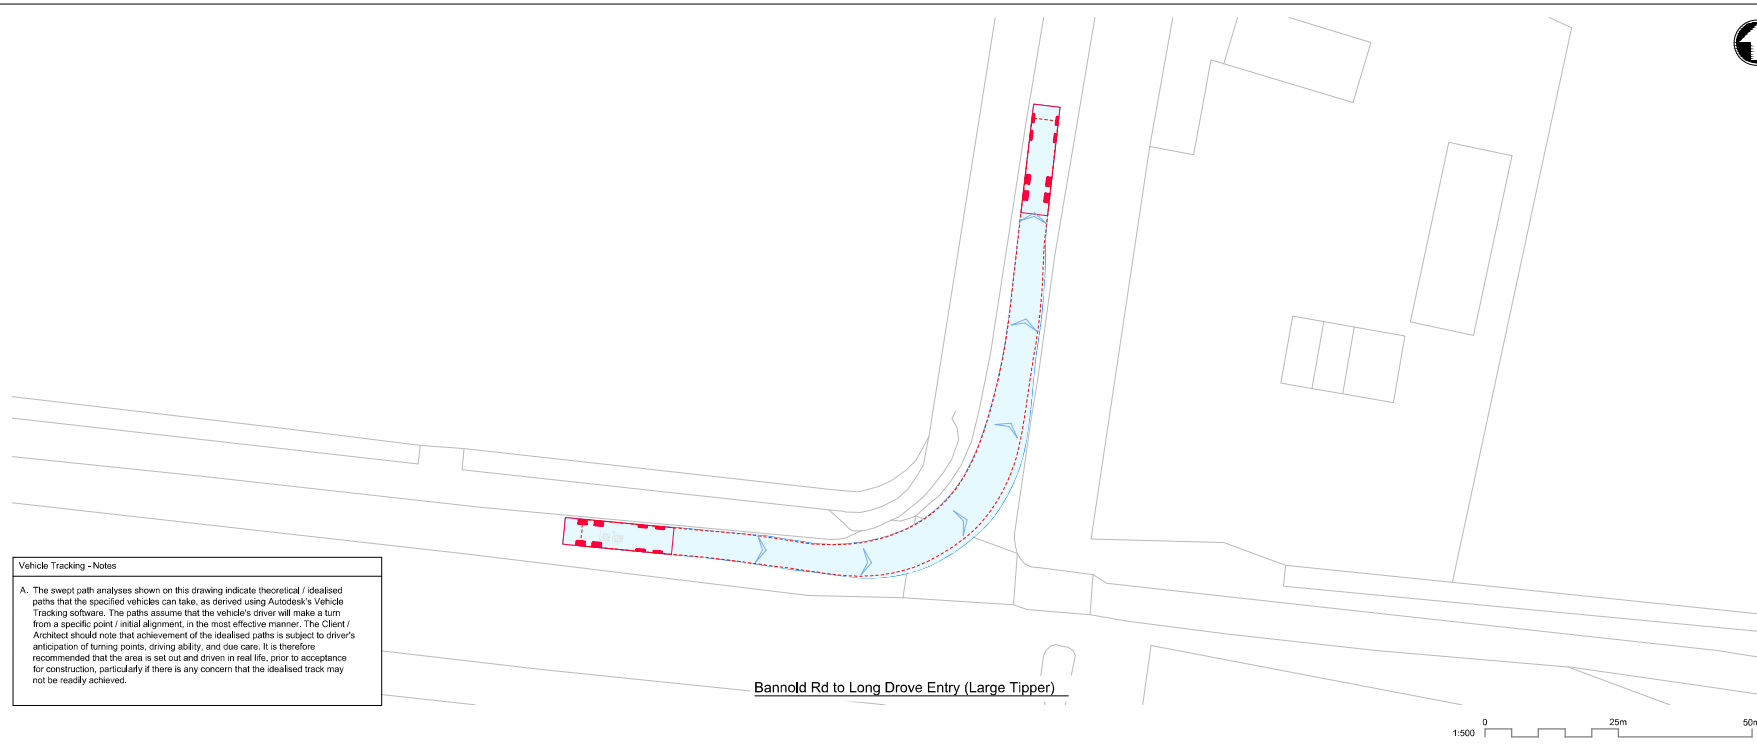 Vehicle Tracking - Notes
A. The swept path analyses shown on this drawing indicate theoretical / idealised
paths that the specified vehicles can take, as derived using Autodesk's Vehicle
Tracking software. The paths assume that the vehicle's driver will make a turn
from a specific point / initial alignment, in the most effective manner. The Client /
Architect should note that achievement of the idealised paths is subject to driver's
anticipation of turning points, driving ability, and due care. It is therefore
recommended that the area is set out and driven in real life, prior to acceptance
for construction, particularly if there is any concern that the idealised track may
not be readily achieved.
Bannold Rd to Long Drove Entry (Large Tipper)
0 25m 50m
1:500